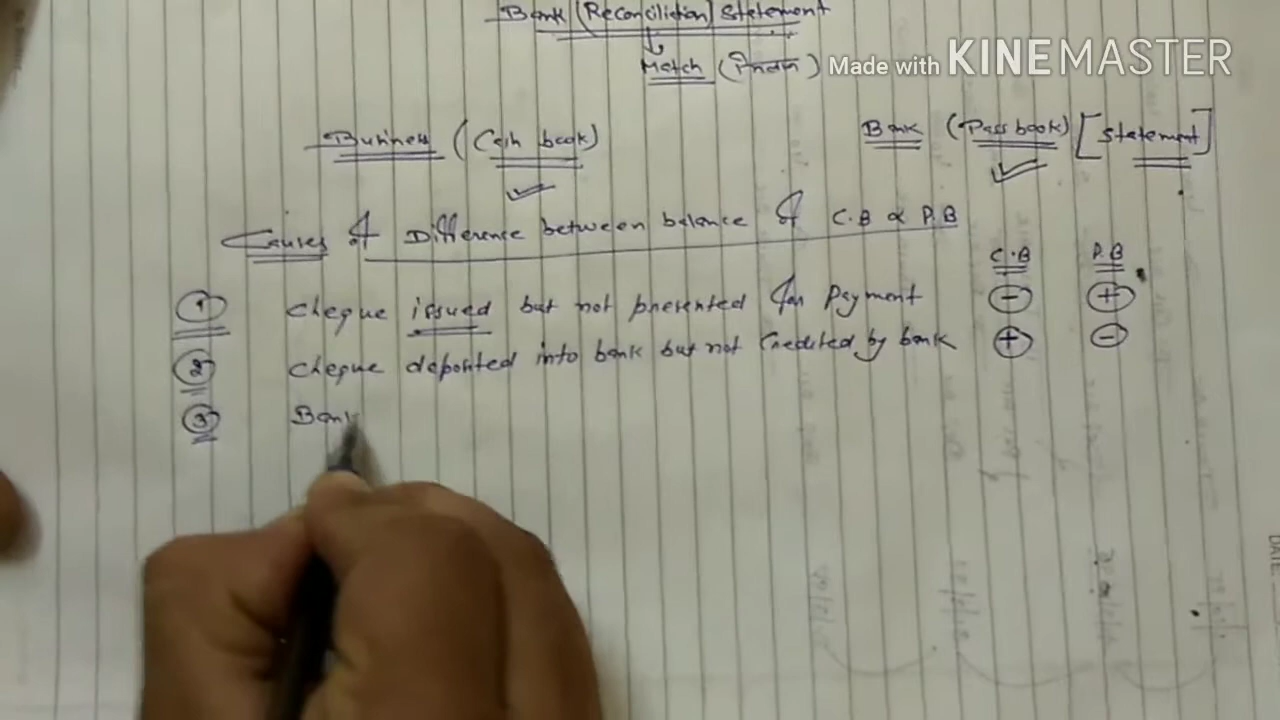 Bank (Reconciliation) Statement
Match (मिलान)
Made with KINEMASTER
Business (Cash book)
Bank (Pass book) [Statement]
Causes of Difference between balance of C.B & P.B
C.B P.B
1 Cheque issued but not presented for Payment - +
2 Cheque deposited into bank but not Credited by bank + -
3 Bank